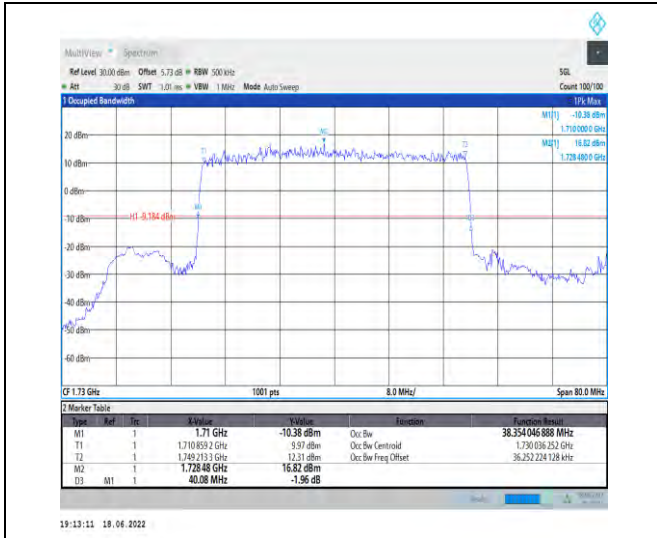 MultiView Spectrum
Ref Level 30.00 dBm Offset 5.73 dB RBW 500 kHz SGL
Att 30 dB SWT 1.01 ms VBW 1 MHz Mode Auto Sweep Count 100/100
1 Occupied Bandwidth 1Pk Max
M1[1] -10.38 dBm
1.710 000 0 GHz
M2[1] 16.82 dBm
1.728 480 0 GHz
20 dBm
M2
T1
T2
10 dBm
0 dBm
M1
H1 -9.184 dBm
-10 dBm
-20 dBm
-30 dBm
-40 dBm
-50 dBm
-60 dBm
CF 1.73 GHz 1001 pts 8.0 MHz/ Span 80.0 MHz
2 Marker Table
Type Ref Trc X-Value Y-Value Function Function Result
M1 1 1.71 GHz -10.38 dBm Occ Bw 38.354 046 888 MHz
T1 1 1.710 859 2 GHz 9.97 dBm Occ Bw Centroid 1.730 036 252 GHz
T2 1 1.749 213 3 GHz 12.31 dBm Occ Bw Freq Offset 36.252 224 128 kHz
M2 1 1.728 48 GHz 16.82 dBm
D3 M1 1 40.08 MHz -1.96 dB
19:13:11 18.06.2022